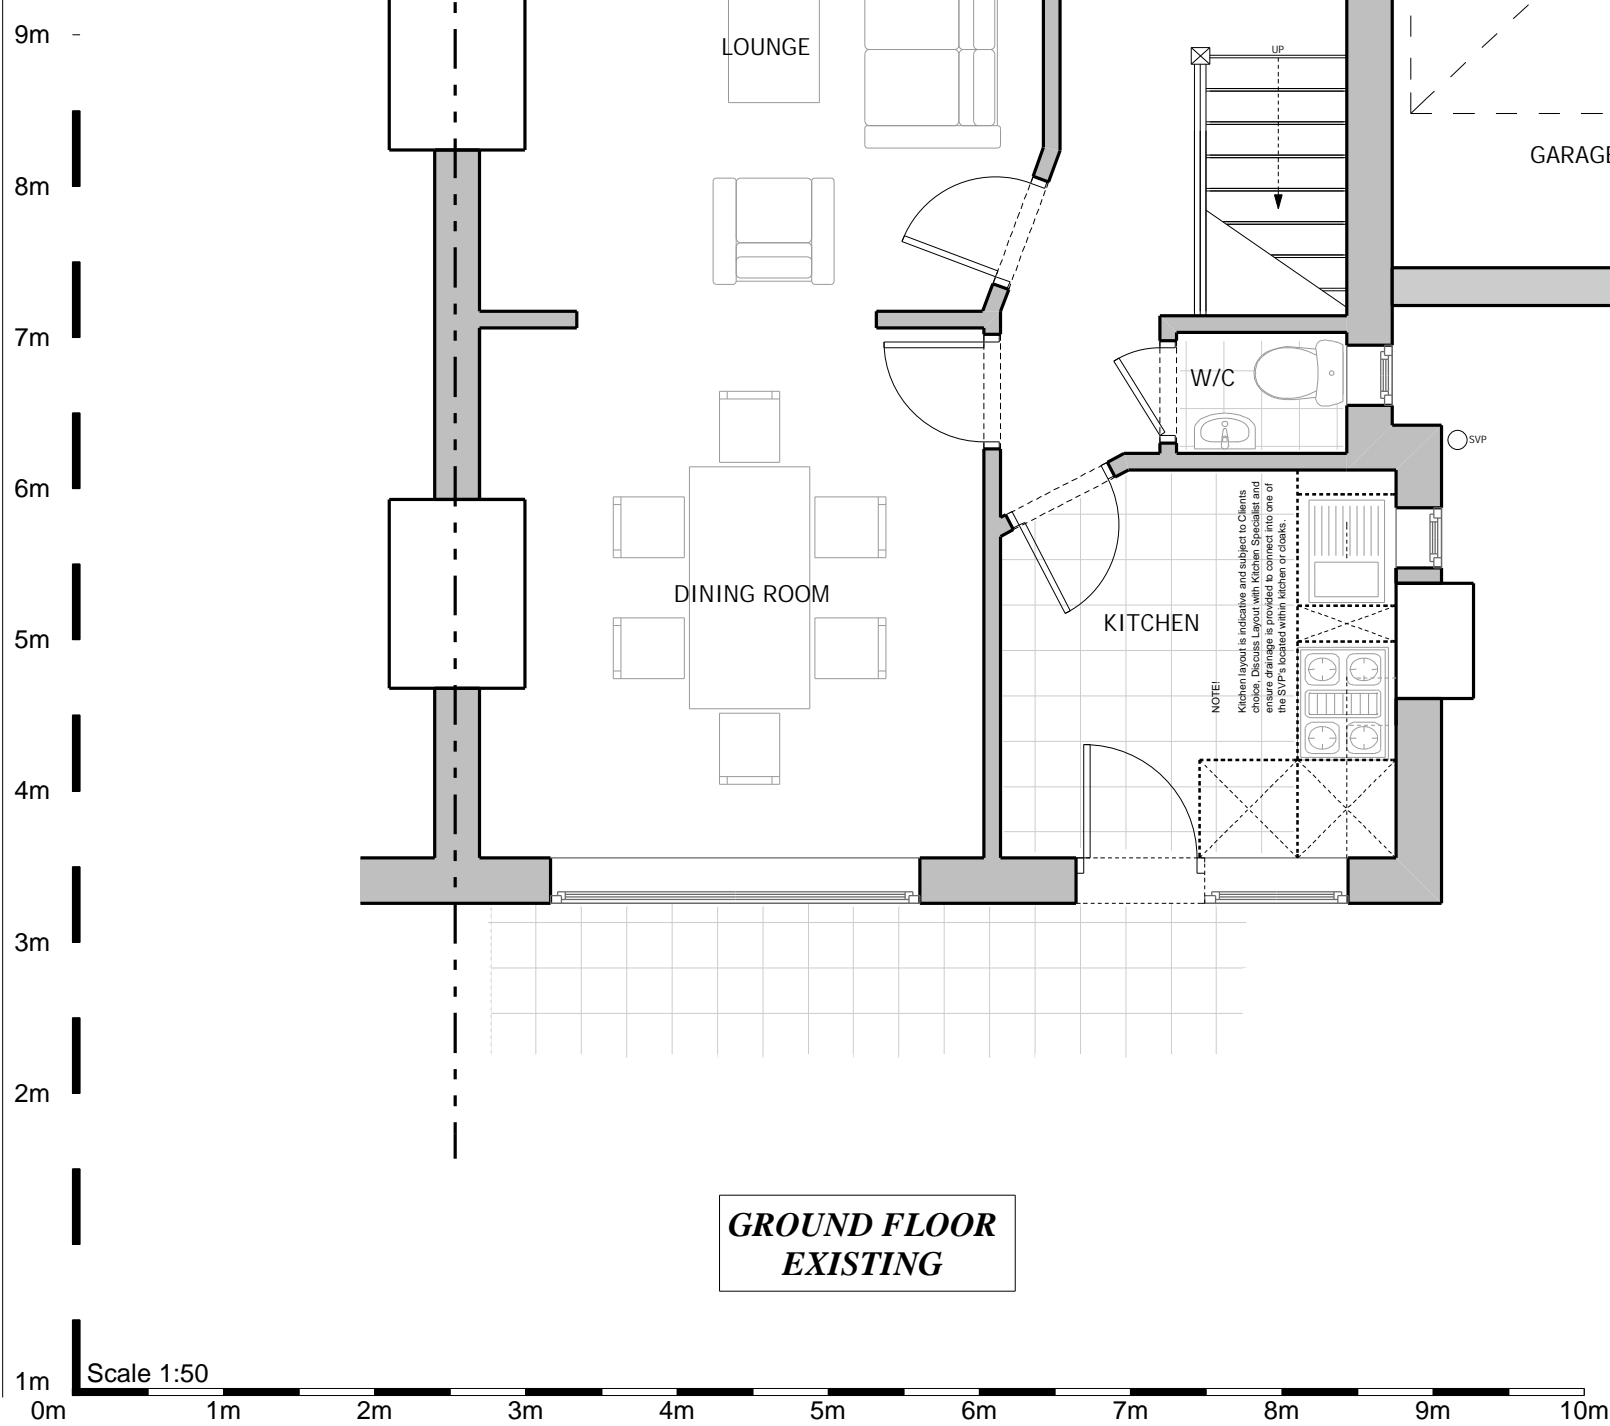 9m
LOUNGE
UP
GARAGE
8m
7m
W/C
SVP
6m
DINING ROOM
KITCHEN
NOTE!
Kitchen layout is indicative and subject to Clients
choice, Discuss Layout with Kitchen Specialist and
ensure drainage is provided to connect into one of
the SVP's located within kitchen or cloaks.
5m
4m
3m
2m
GROUND FLOOR
EXISTING
Scale 1:50
1m
0m 1m 2m 3m 4m 5m 6m 7m 8m 9m 10m